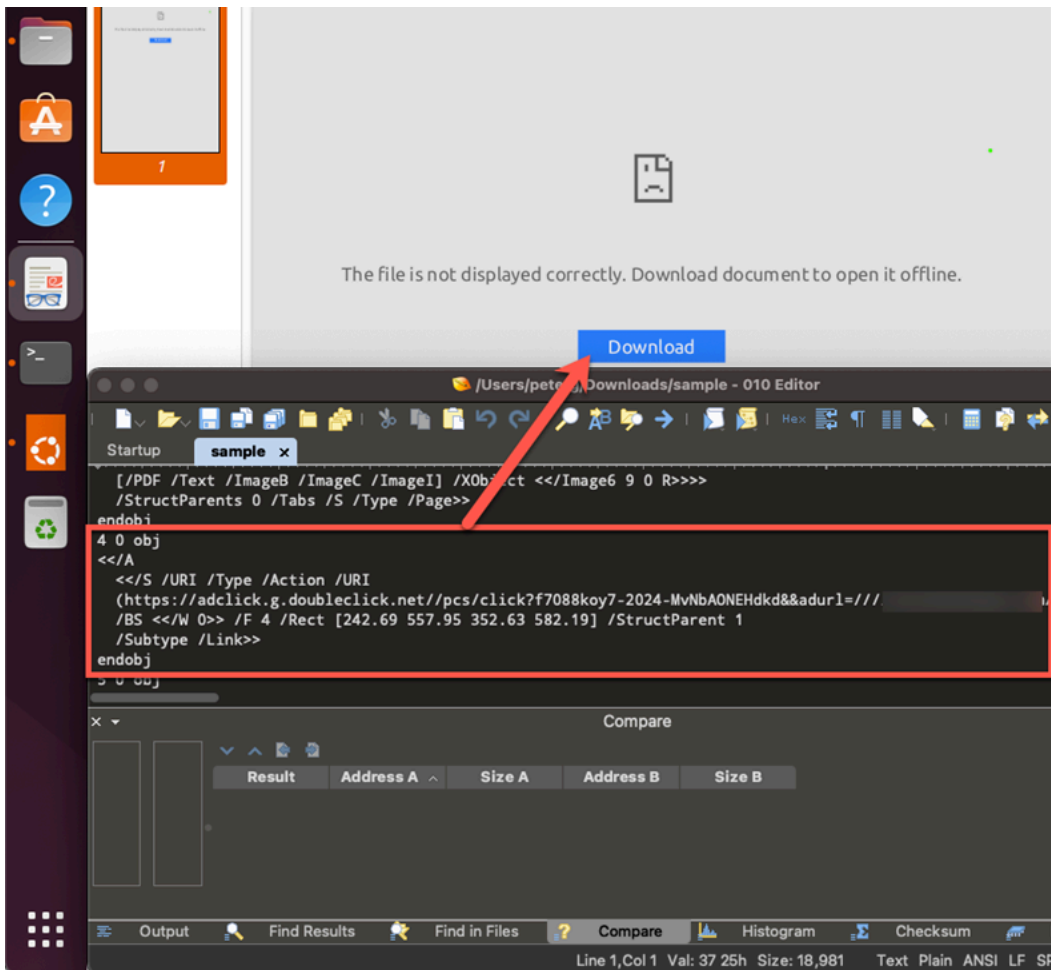 1
The file is not displayed correctly. Download document to open it offline.
Download
/Users/pete Downloads/sample - 010 Editor
Hex
Startup
sample x
[/PDF /Text /ImageB /ImageC /ImageI] /XObject <</Image6 9 0 R>>>>
/StructParents 0 /Tabs /S /Type /Page>>
endobj
4 0 obj
<</A
<</S /URI /Type /Action /URI
(https://adclick.g.doubleclick.net//pcs/click?f7088koy7-2024-MvNbAONEHdkd&&adurl=///
/BS <</W 0>> /F 4 /Rect [242.69 557.95 352.63 582.19] /StructParent 1
/Subtype /Link>>
endobj
5 0 obj
Compare
Result Address A Size A Address B Size B
Output Find Results Find in Files Compare Histogram Checksum
Line 1,Col 1 Val: 37 25h Size: 18,981 Text Plain ANSI LF